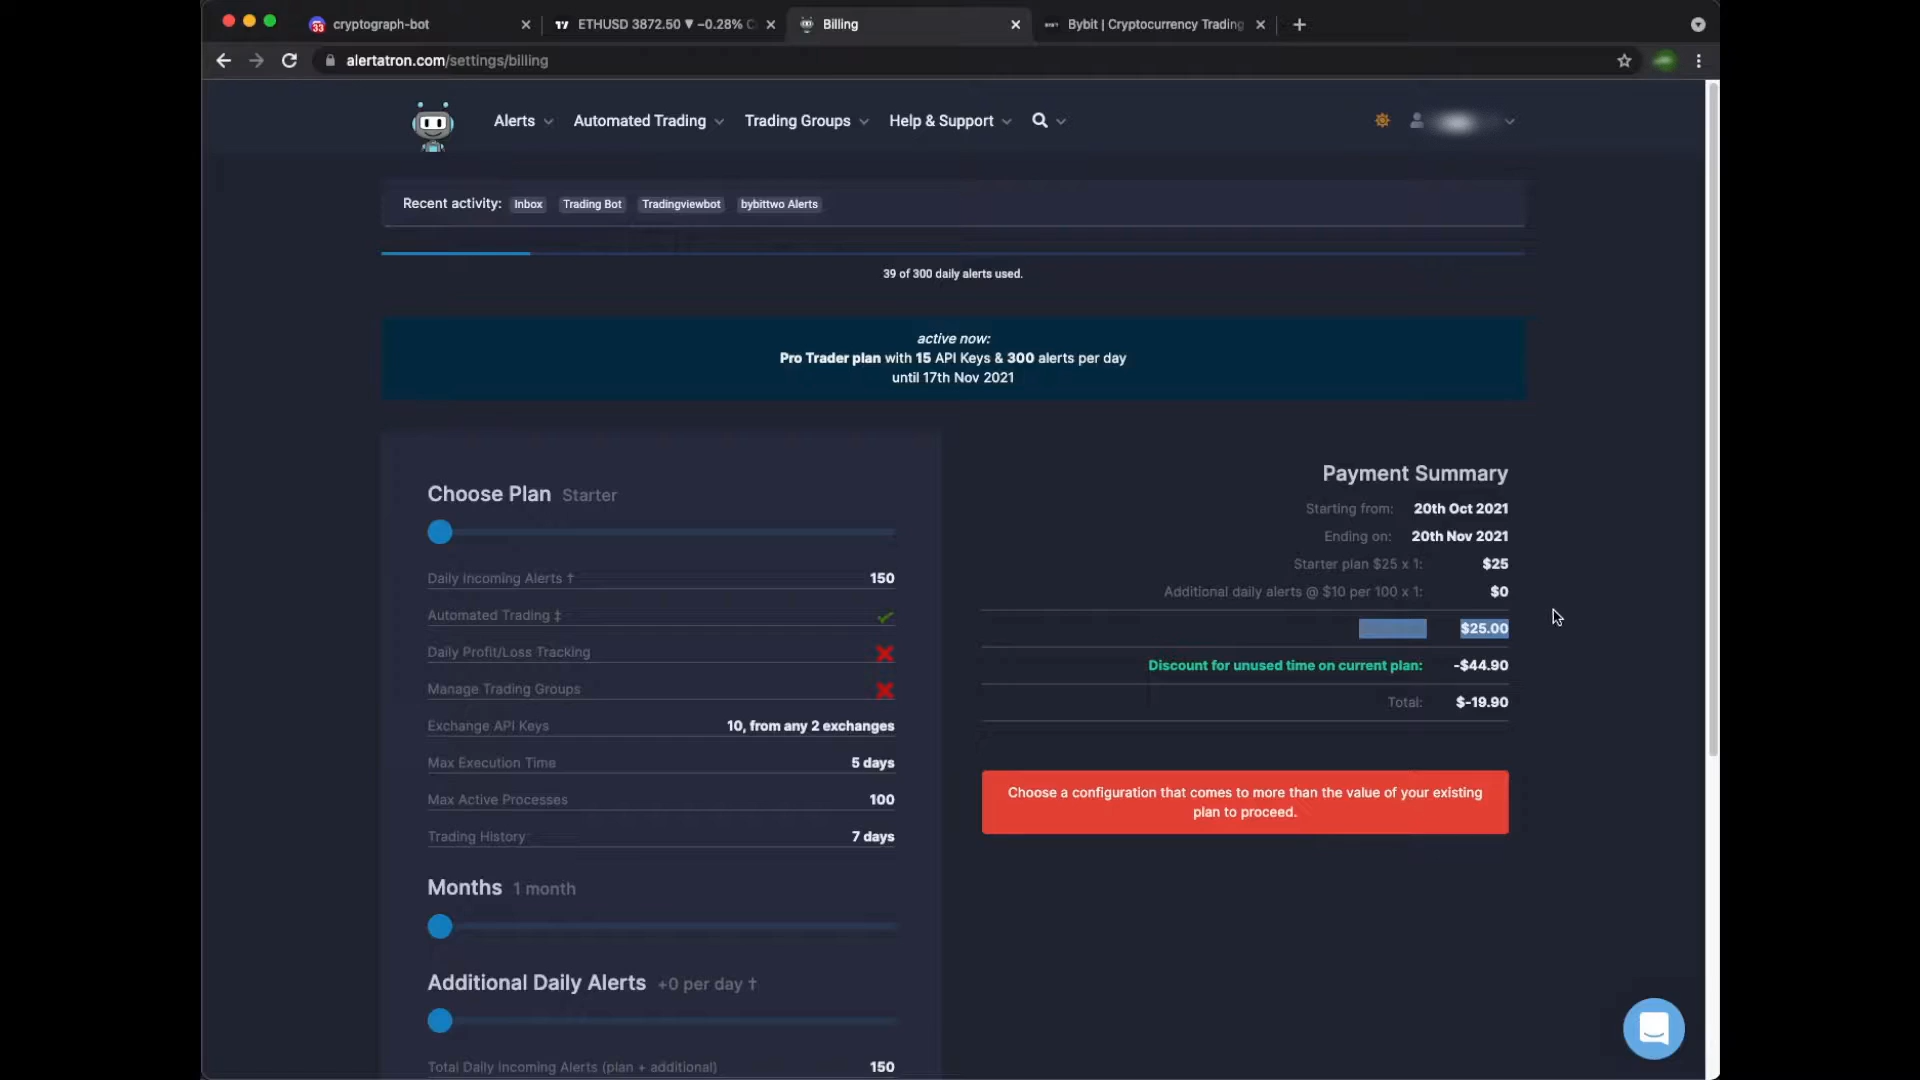 cryptograph-bot
ETHUSD 3872.50 ▼ −0.28%
Billing
Bybit | Cryptocurrency Trading
alertatron.com/settings/billing
Alerts
Automated Trading
Trading Groups
Help & Support
Recent activity: Inbox Trading Bot Tradingviewbot bybittwo Alerts
39 of 300 daily alerts used.
active now:
Pro Trader plan with 15 API Keys & 300 alerts per day
until 17th Nov 2021
Choose Plan Starter
Daily Incoming Alerts † 150
Automated Trading ‡
Daily Profit/Loss Tracking
Manage Trading Groups
Exchange API Keys 10, from any 2 exchanges
Max Execution Time 5 days
Max Active Processes 100
Trading History 7 days
Months 1 month
Additional Daily Alerts +0 per day †
Total Daily Incoming Alerts (plan + additional) 150
Payment Summary
Starting from: 20th Oct 2021
Ending on: 20th Nov 2021
Starter plan $25 x 1: $25
Additional daily alerts @ $10 per 100 x 1: $0
$25.00
Discount for unused time on current plan: -$44.90
Total: $-19.90
Choose a configuration that comes to more than the value of your existing
plan to proceed.